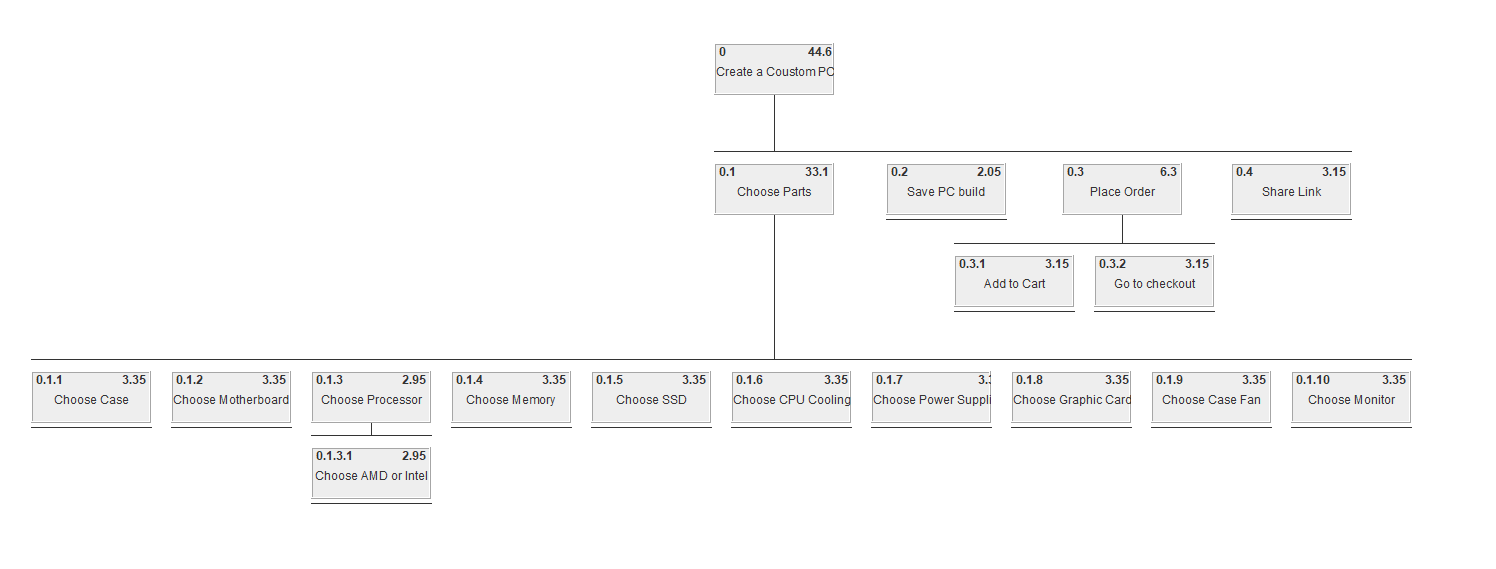 0 44.6
Create a Coustom PC
0.1 33.1
Choose Parts
0.2 2.05
Save PC build
0.3 6.3
Place Order
0.4 3.15
Share Link
0.3.1 3.15
Add to Cart
0.3.2 3.15
Go to checkout
0.1.1 3.35
Choose Case
0.1.2 3.35
Choose Motherboard
0.1.3 2.95
Choose Processor
0.1.4 3.35
Choose Memory
0.1.5 3.35
Choose SSD
0.1.6 3.35
Choose CPU Cooling
0.1.7
Choose Power Suppli
0.1.8 3.35
Choose Graphic Card
0.1.9 3.35
Choose Case Fan
0.1.10 3.35
Choose Monitor
0.1.3.1 2.95
Choose AMD or Intel